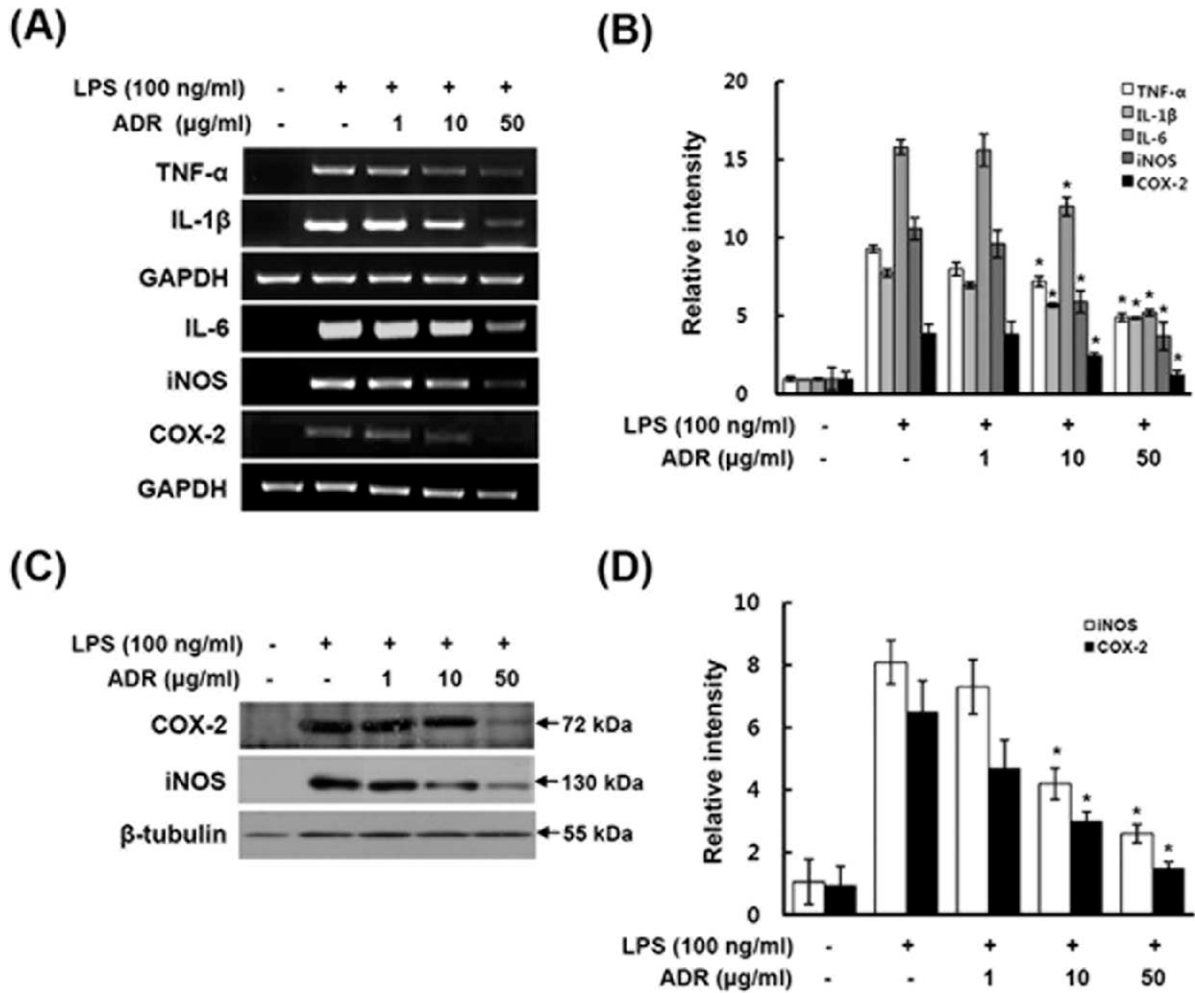 (A)
LPS (100 ng/ml) - + + + +
ADR (μg/ml) - - 1 10 50
TNF-α
IL-1β
GAPDH
IL-6
iNOS
COX-2
GAPDH
(B)
20
15
10
5
0
Relative intensity
TNF-α
IL-1β
IL-6
iNOS
COX-2
* * * * *
* * * * *
LPS (100 ng/ml) - + + + +
ADR (μg/ml) - - 1 10 50
(C)
LPS (100 ng/ml) - + + + +
ADR (μg/ml) - - 1 10 50
COX-2 72 kDa
iNOS 130 kDa
β-tubulin 55 kDa
(D)
10
8
6
4
2
0
Relative intensity
iNOS
COX-2
* *
* *
LPS (100 ng/ml) - + + + +
ADR (μg/ml) - - 1 10 50